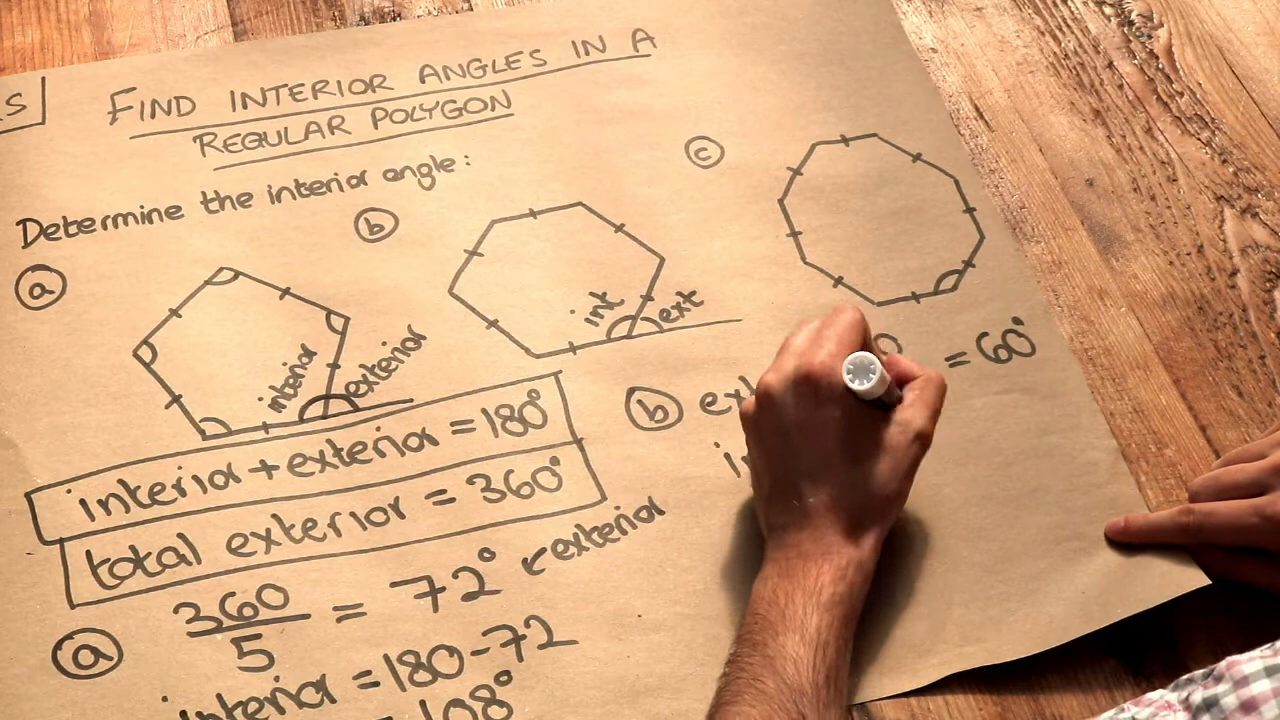 FIND INTERIOR ANGLES IN A
REGULAR POLYGON
Determine the interior angle:
a
interior
exterior
b
int
ext
c
interior + exterior = 180°
total exterior = 360°
a 360/5 = 72° ↙ exterior
interior = 180 - 72
= 108°
b
= 60°